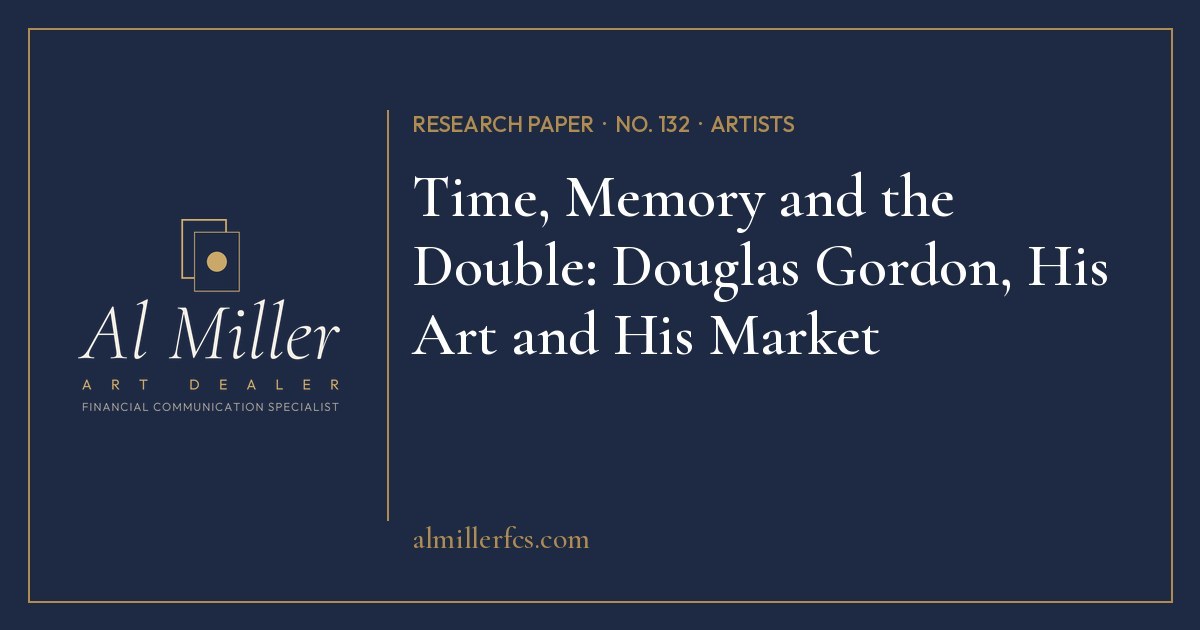 RESEARCH PAPER · NO. 132 · ARTISTS
Time, Memory and the
Double: Douglas Gordon, His
Art and His Market
Al Miller
ART DEALER
FINANCIAL COMMUNICATION SPECIALIST
almillerfcs.com